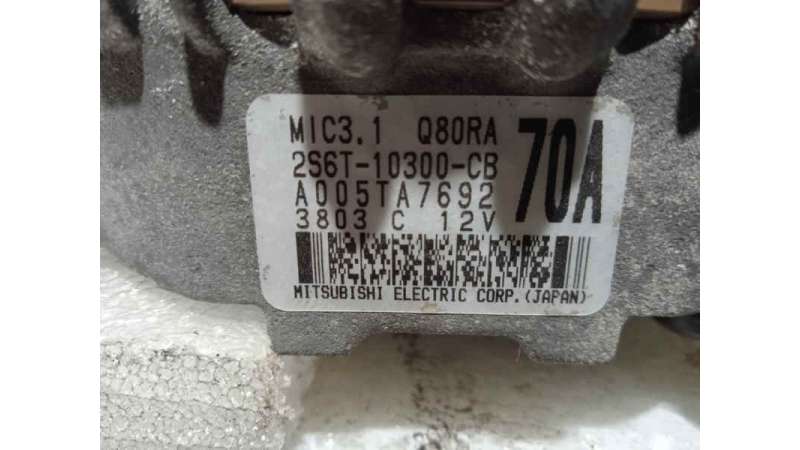 MIC3.1 Q80RA 70A
2S6T-10300-CB
A005TA7692
3803 C 12V
MITSUBISHI ELECTRIC CORP.(JAPAN)